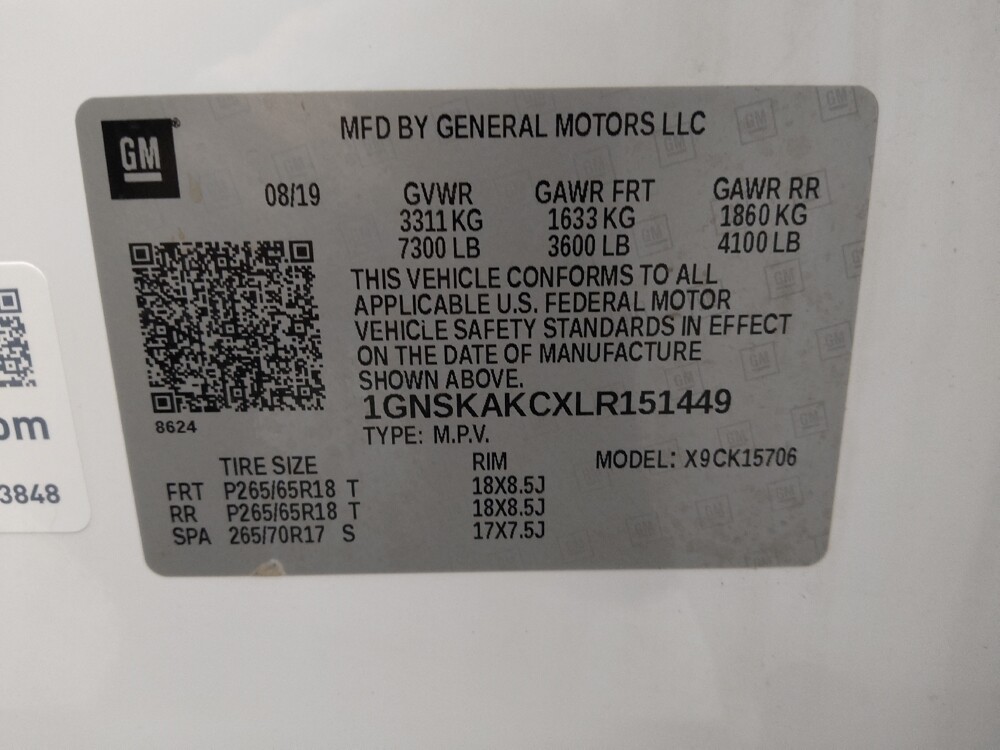 GM
MFD BY GENERAL MOTORS LLC
08/19 GVWR GAWR FRT GAWR RR
3311 KG 1633 KG 1860 KG
7300 LB 3600 LB 4100 LB
THIS VEHICLE CONFORMS TO ALL
APPLICABLE U.S. FEDERAL MOTOR
VEHICLE SAFETY STANDARDS IN EFFECT
ON THE DATE OF MANUFACTURE
SHOWN ABOVE.
1GNSKAKCXLR151449
8624
TYPE: M.P.V.
TIRE SIZE RIM MODEL: X9CK15706
FRT P265/65R18 T 18X8.5J
RR P265/65R18 T 18X8.5J
SPA 265/70R17 S 17X7.5J
om
3848